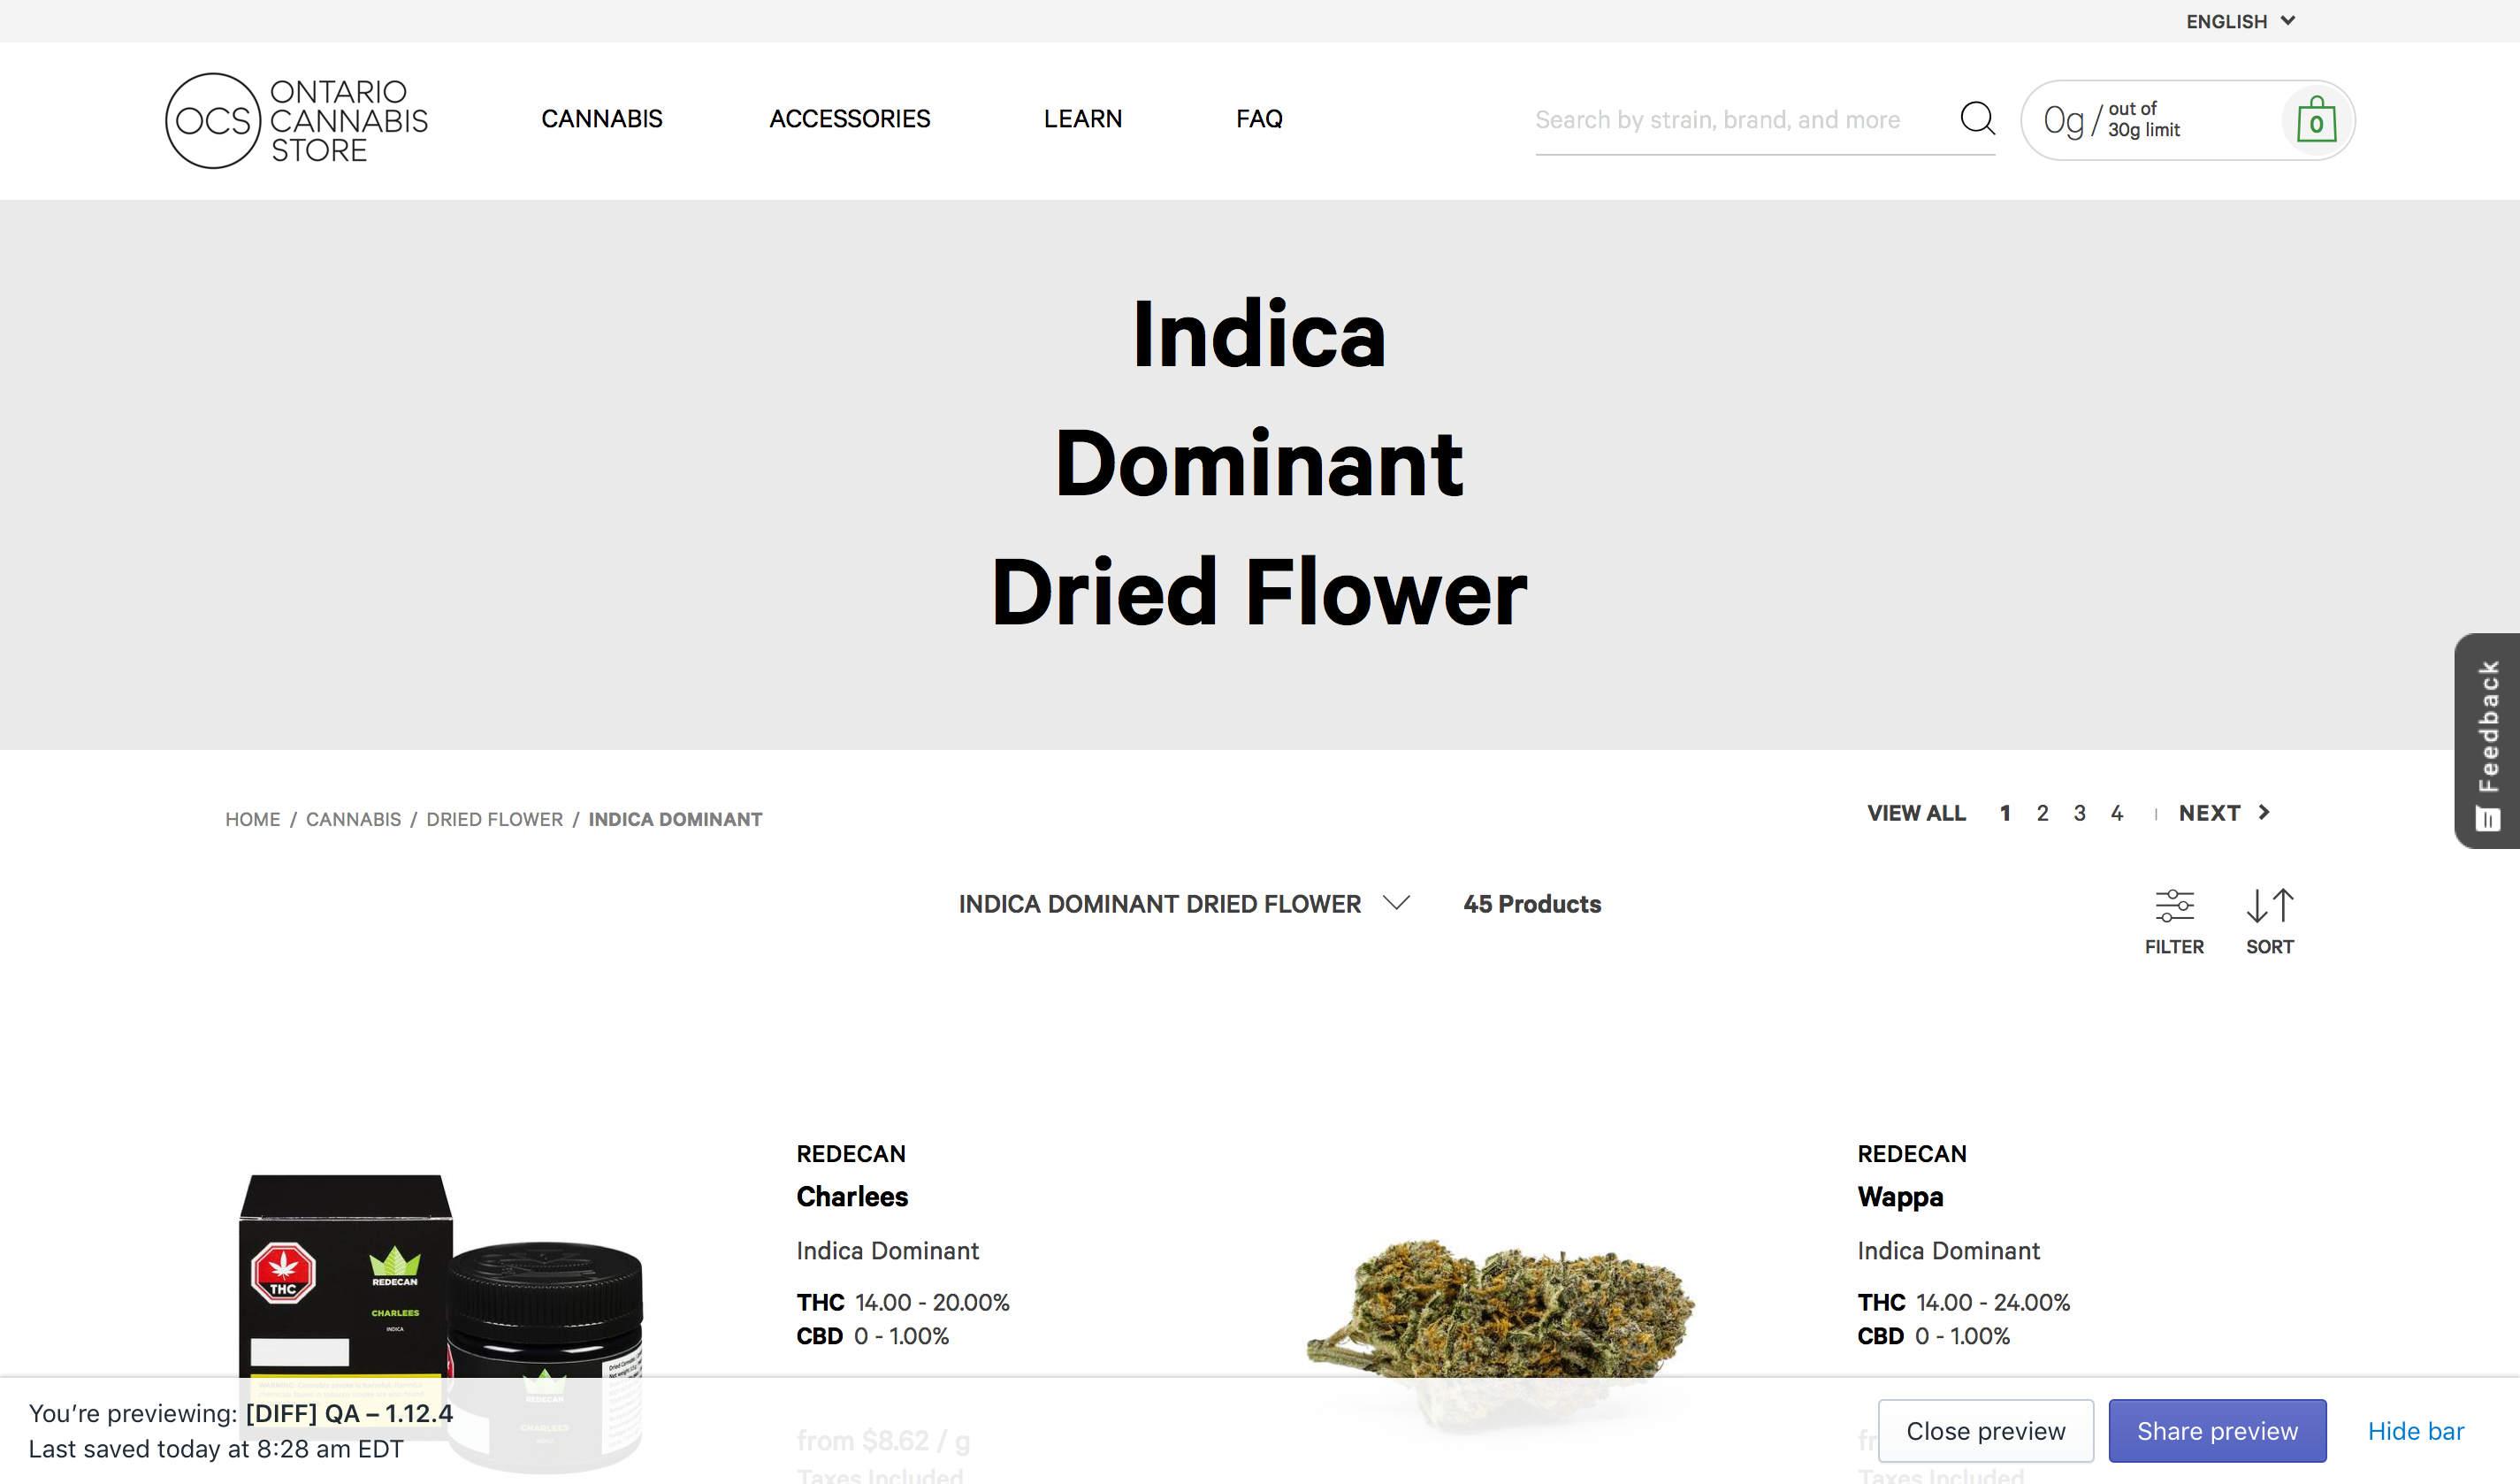 ENGLISH
OCS
ONTARIO
CANNABIS
STORE
CANNABIS
ACCESSORIES
LEARN
FAQ
Search by strain, brand, and more
0g / out of
30g limit
0
Indica
Dominant
Dried Flower
Feedback
HOME / CANNABIS / DRIED FLOWER / INDICA DOMINANT
VIEW ALL 1 2 3 4 | NEXT
INDICA DOMINANT DRIED FLOWER
45 Products
FILTER
SORT
THC
REDECAN
CHARLEES
INDICA
REDECAN
CHARLEES
REDECAN
Charlees
Indica Dominant
THC 14.00 - 20.00%
CBD 0 - 1.00%
from $8.62 / g
Taxes Included
REDECAN
Wappa
Indica Dominant
THC 14.00 - 24.00%
CBD 0 - 1.00%
Taxes Included
You’re previewing: [DIFF] QA – 1.12.4
Last saved today at 8:28 am EDT
Close preview
Share preview
Hide bar